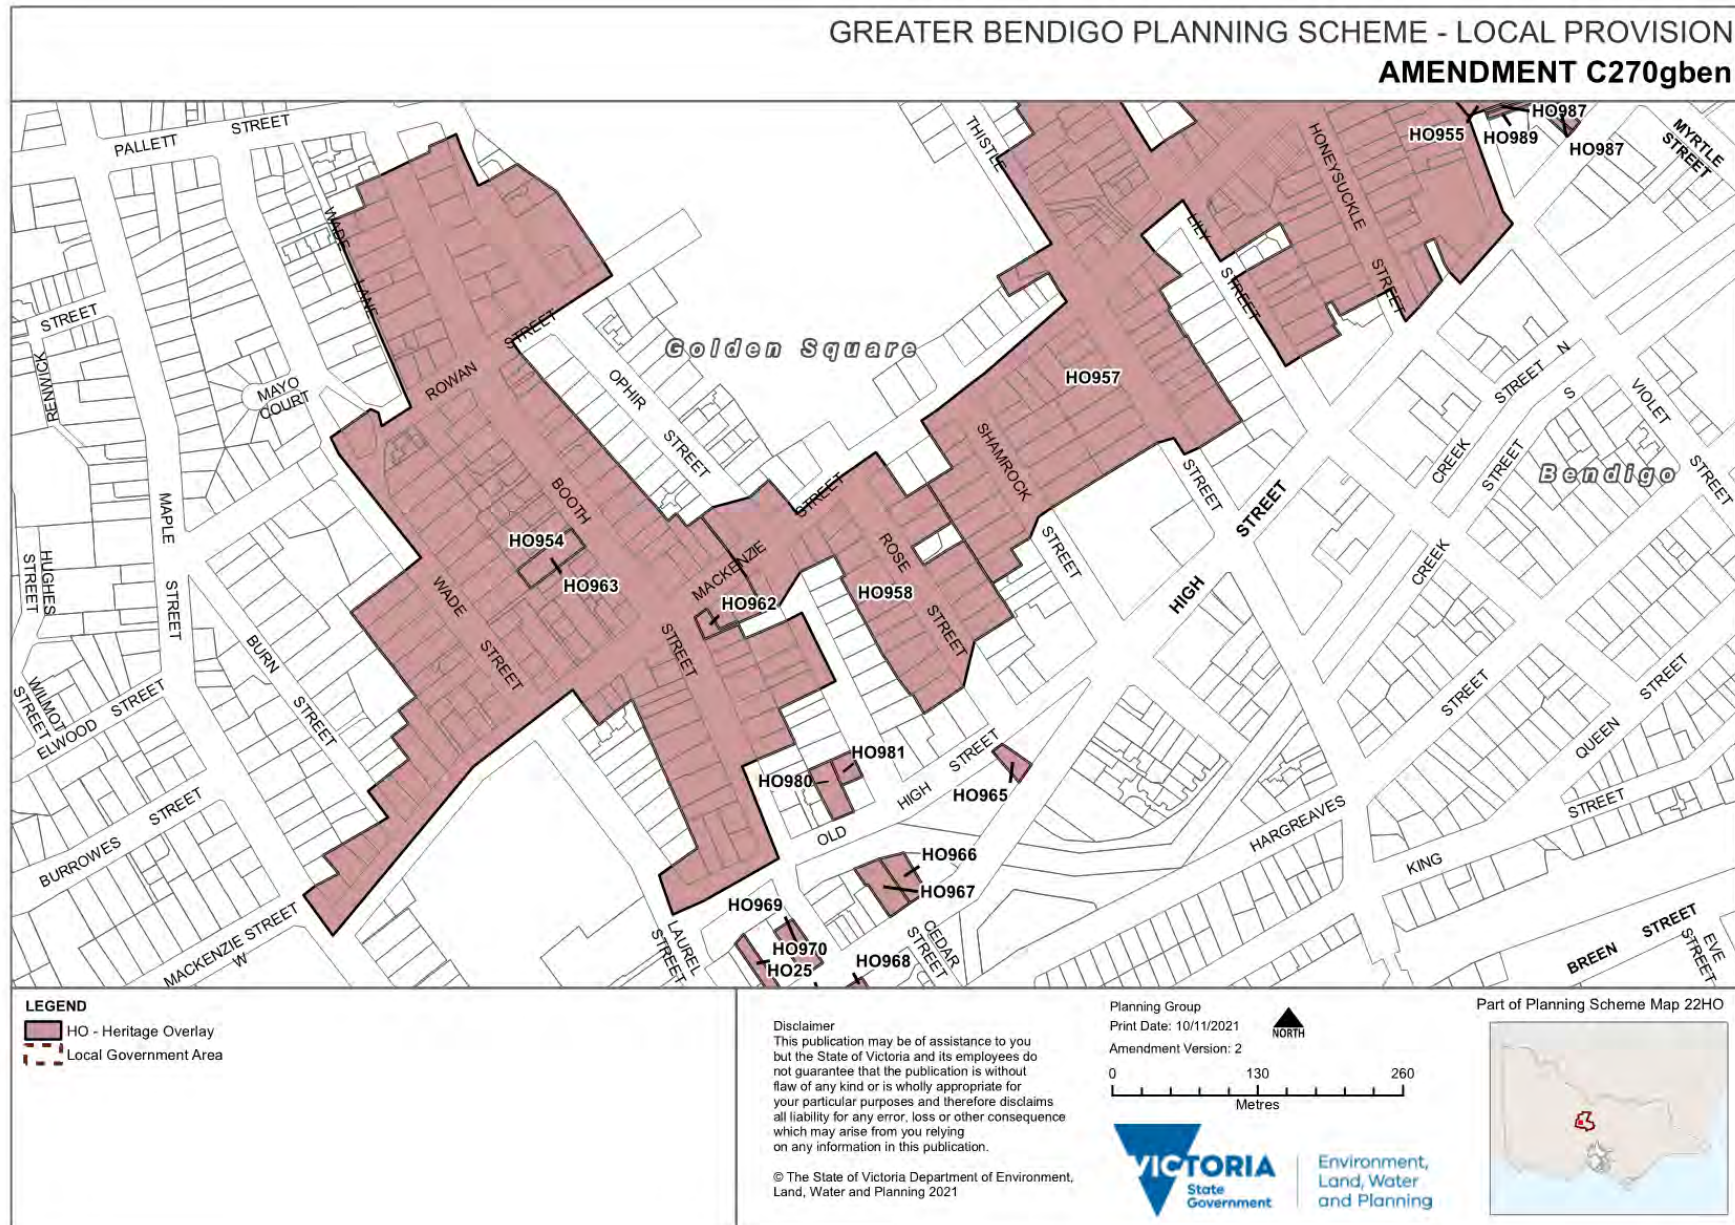 GREATER BENDIGO PLANNING SCHEME - LOCAL PROVISION
AMENDMENT C270gben
PALLETT STREET
THISTLE
HONEYSUCKLE
STREET
HO955
HO987
HO989
HO987
MYRTLE
STREET
WADE
LANE
LILY
STREET
STREET
RENWICK
MAYO
COURT
ROWAN
STREET
Golden Square
OPHIR
STREET
HO957
STREET N
CREEK
S
STREET
VIOLET
STREET
Bendigo
SHAMROCK
STREET
STREET
HIGH
STREET
MAPLE
STREET
BOOTH
STREET
HO954
HO963
MACKENZIE
STREET
HO962
ROSE
STREET
HO958
CREEK
HUGHES
STREET
WADE
STREET
BURN
STREET
WILMOT
STREET
ELWOOD STREET
STREET
QUEEN
STREET
HO981
HO980
HIGH
STREET
OLD
HO965
HARGREAVES
STREET
KING
BURROWES STREET
HO966
HO967
HO969
HO970
HO25
HO968
CEDAR
STREET
LAUREL
STREET
MACKENZIE STREET
W
BREEN STREET
EVE
STREET
LEGEND
HO - Heritage Overlay
Local Government Area
Disclaimer
This publication may be of assistance to you
but the State of Victoria and its employees do
not guarantee that the publication is without
flaw of any kind or is wholly appropriate for
your particular purposes and therefore disclaims
all liability for any error, loss or other consequence
which may arise from you relying
on any information in this publication.
© The State of Victoria Department of Environment,
Land, Water and Planning 2021
Planning Group
Print Date: 10/11/2021
Amendment Version: 2
NORTH
0 130 260
Metres
VICTORIA
State
Government
Environment,
Land, Water
and Planning
Part of Planning Scheme Map 22HO